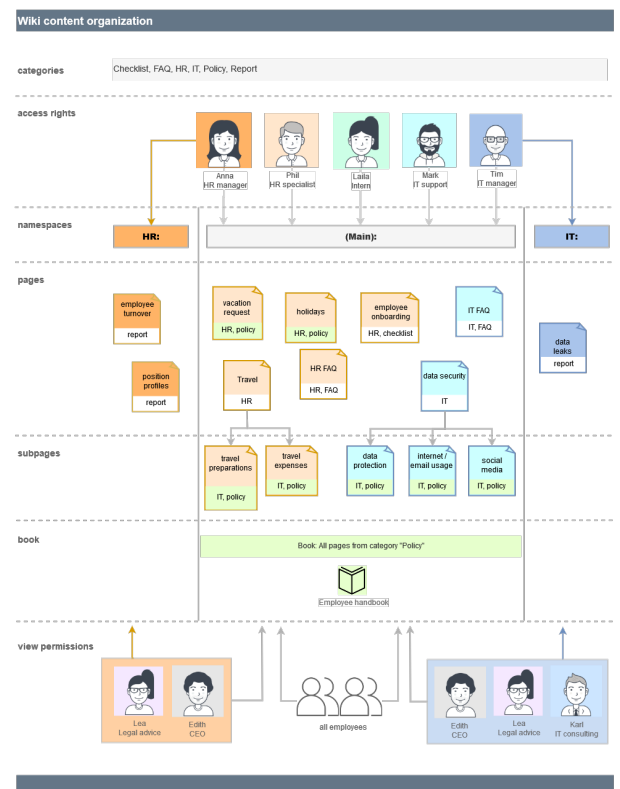 Wiki content organization
categories
Checklist, FAQ, HR, IT, Policy, Report
access rights
Anna
HR manager
Phil
HR specialist
Laila
Intern
Mark
IT support
Tim
IT manager
namespaces
HR:
(Main):
IT:
pages
employee
turnover
report
vacation
request
HR, policy
holidays
HR, policy
employee
onboarding
HR, checklist
IT FAQ
IT, FAQ
data
leaks
report
position
profiles
report
Travel
HR
HR FAQ
HR, FAQ
data security
IT
subpages
travel
preparations
IT, policy
travel
expenses
IT, policy
data
protection
IT, policy
internet /
email usage
IT, policy
social
media
IT, policy
book
Book: All pages from category "Policy"
Employee handbook
view permissions
Lea
Legal advice
Edith
CEO
all employees
Edith
CEO
Lea
Legal advice
Karl
IT consulting